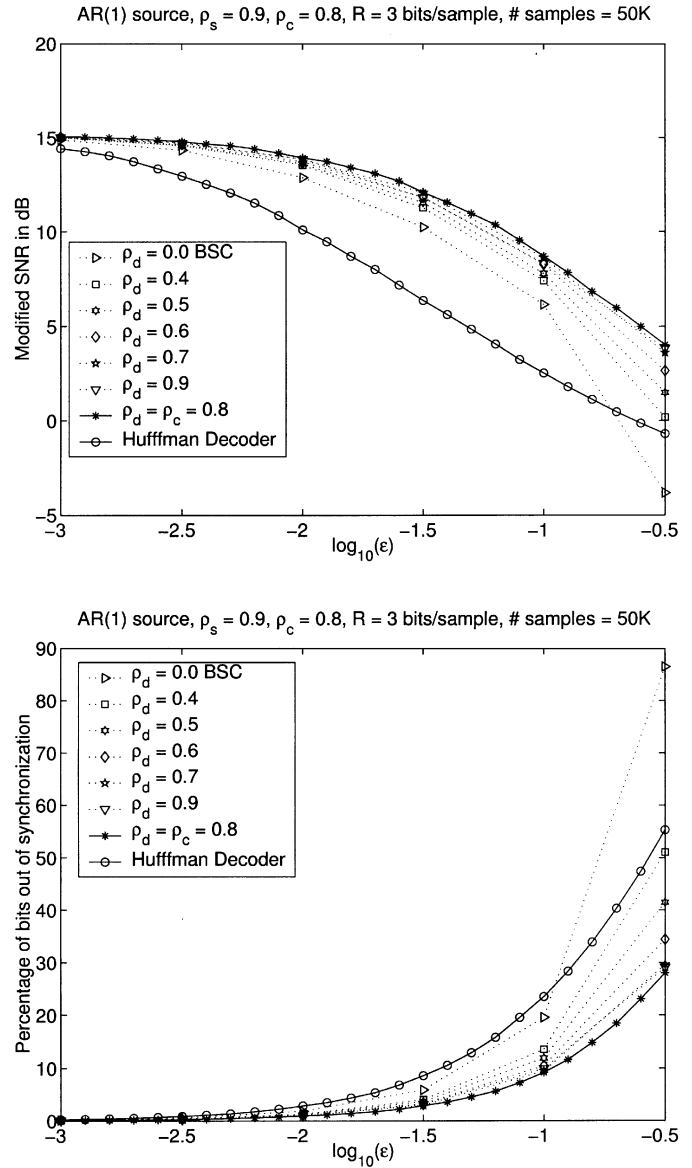 AR(1) source, ρs = 0.9, ρc = 0.8, R = 3 bits/sample, # samples = 50K
20
15
10
5
0
−5
Modified SNR in dB
ρd = 0.0 BSC
ρd = 0.4
ρd = 0.5
ρd = 0.6
ρd = 0.7
ρd = 0.9
ρd = ρc = 0.8
Hufffman Decoder
−3 −2.5 −2 −1.5 −1 −0.5
log10(ε)
AR(1) source, ρs = 0.9, ρc = 0.8, R = 3 bits/sample, # samples = 50K
90
80
70
60
50
40
30
20
10
0
Percentage of bits out of synchronization
ρd = 0.0 BSC
ρd = 0.4
ρd = 0.5
ρd = 0.6
ρd = 0.7
ρd = 0.9
ρd = ρc = 0.8
Hufffman Decoder
−3 −2.5 −2 −1.5 −1 −0.5
log10(ε)